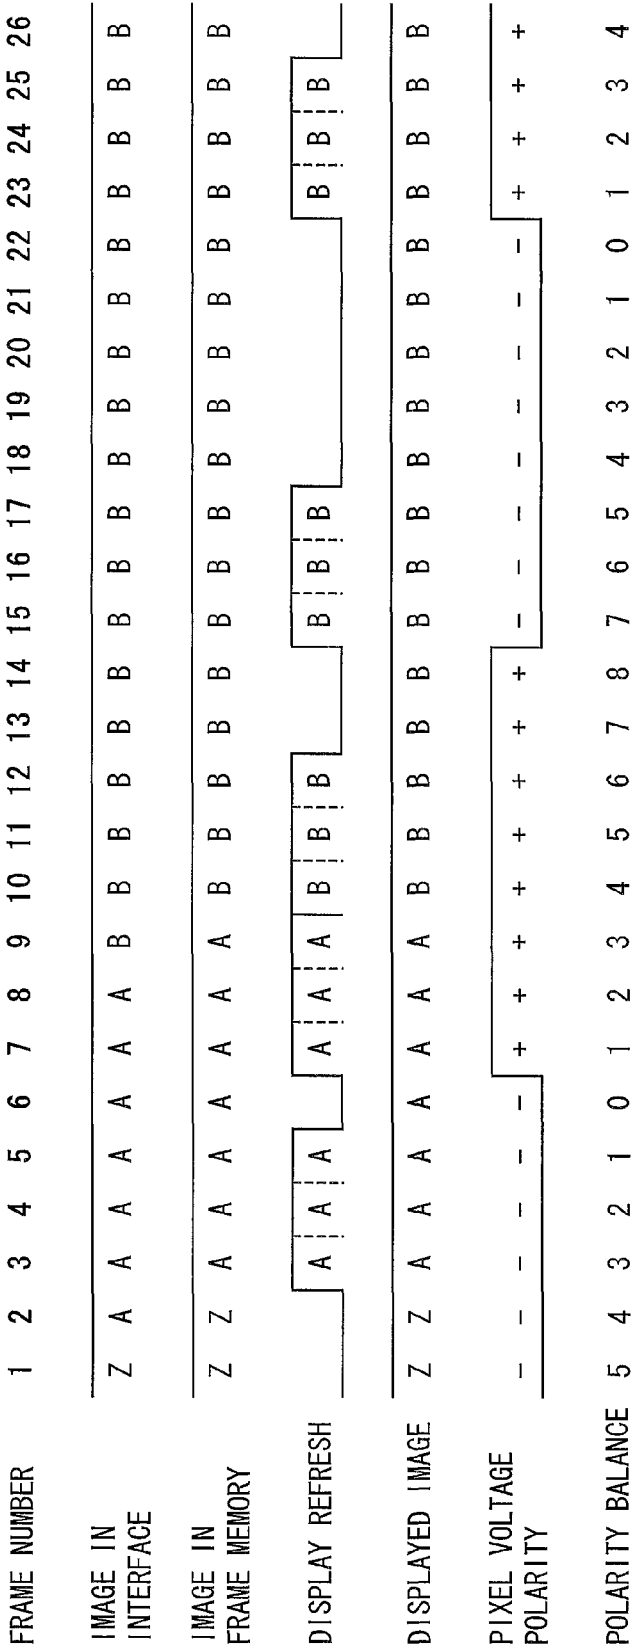 FRAME NUMBER 1 2 3 4 5 6 7 8 9 10 11 12 13 14 15 16 17 18 19 20 21 22 23 24 25 26
IMAGE IN
INTERFACE Z A A A A A A A B B B B B B B B B B B B B B B B B B
IMAGE IN
FRAME MEMORY Z Z A A A A A A A B B B B B B B B B B B B B B B B B
DISPLAY REFRESH A A A A A A B B B B B B B B B
DISPLAYED IMAGE Z Z A A A A A A A B B B B B B B B B B B B B B B B B
PIXEL VOLTAGE
POLARITY − − − − − − + + + + + + + + − − − − − − − − + + + +
POLARITY BALANCE 5 4 3 2 1 0 1 2 3 4 5 6 7 8 7 6 5 4 3 2 1 0 1 2 3 4